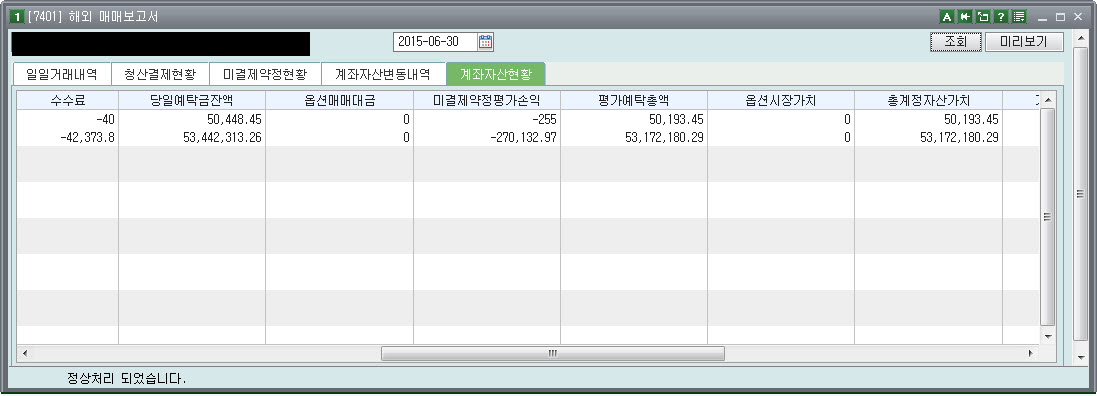 1 [7401] 해외 매매보고서 A ?
2015-06-30 조회 미리보기
일일거래내역 청산결제현황 미결제약정현황 계좌자산변동내역 계좌자산현황
수수료 당일예탁금잔액 옵션매매대금 미결제약정평가손익 평가예탁총액 옵션시장가치 총계정자산가치
-40 50,448.45 0 -255 50,193.45 0 50,193.45
-42,373.8 53,442,313.26 0 -270,132.97 53,172,180.29 0 53,172,180.29
정상처리 되었습니다.